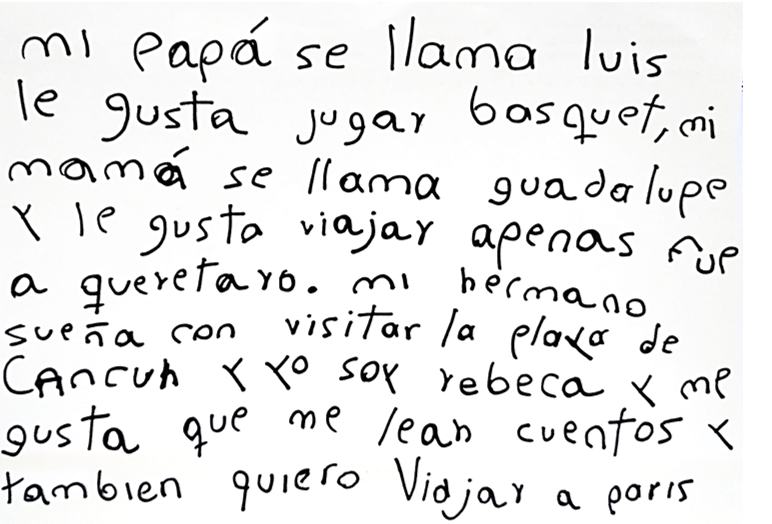 mi papá se llama luis
le gusta jugar basquet, mi
mamá se llama guadalupe
Y le gusta viajar apenas fue
a queretaro. mi hermano
sueña con visitar la playa de
CAncun Y Yo soy rebeca Y me
gusta que me lean cuentos Y
tambien quiero Viajar a paris